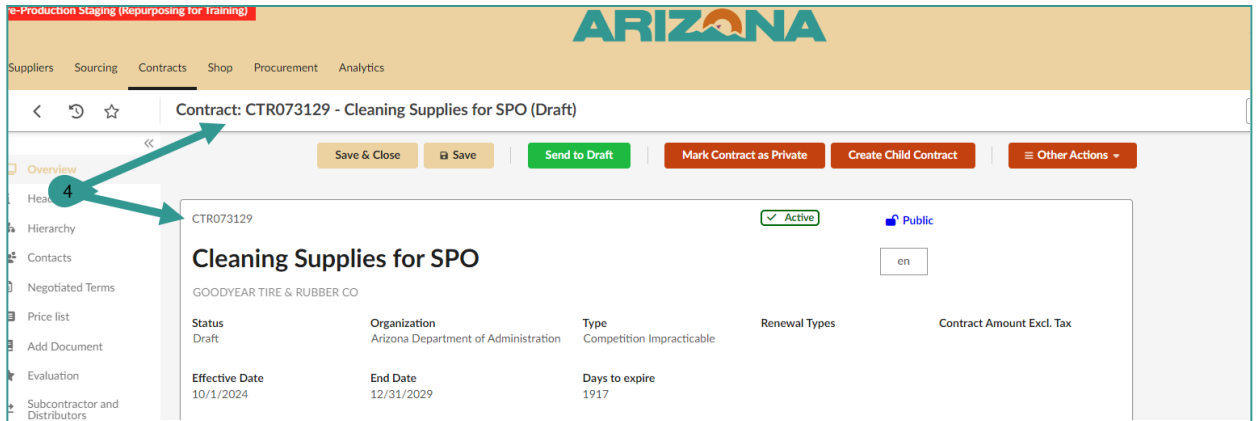 re-Production Staging (Repurposing for Training)
ARIZONA
Suppliers Sourcing Contracts Shop Procurement Analytics
Contract: CTR073129 - Cleaning Supplies for SPO (Draft)
Save & Close Save Send to Draft Mark Contract as Private Create Child Contract Other Actions
Overview
4
Head
Hierarchy
Contacts
Negotiated Terms
Price list
Add Document
Evaluation
Subcontractor and
Distributors
CTR073129 Active Public
Cleaning Supplies for SPO en
GOODYEAR TIRE & RUBBER CO
Status Organization Type Renewal Types Contract Amount Excl. Tax
Draft Arizona Department of Administration Competition Impracticable
Effective Date End Date Days to expire
10/1/2024 12/31/2029 1917